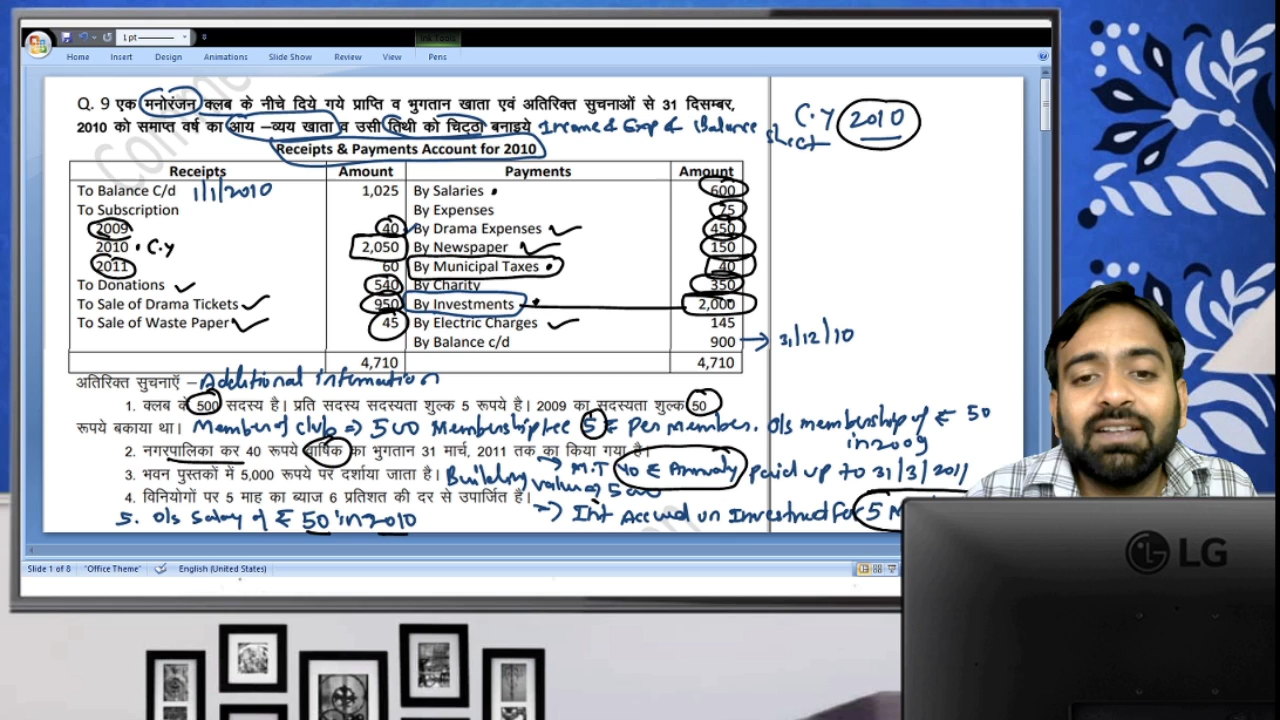 1 pt
Ink Tools
Home Insert Design Animations Slide Show Review View Pens
Q. 9 एक मनोरंजन क्लब के नीचे दिये गये प्राप्ति व भुगतान खाता एवं अतिरिक्त सुचनाओं से 31 दिसम्बर,
2010 को समाप्त वर्ष का आय –व्यय खाता व उसी तिथी को चिट्ठा बनाइये Income & Exp & Balance Sheet
C.Y 2010
Receipts & Payments Account for 2010
Receipts Amount Payments Amount
To Balance C/d 1/1/2010 1,025 By Salaries 600
To Subscription By Expenses 75
2009 40 By Drama Expenses 450
2010 C.Y 2,050 By Newspaper 150
2011 60 By Municipal Taxes 40
To Donations 540 By Charity 350
To Sale of Drama Tickets 950 By Investments 2,000
To Sale of Waste Paper 45 By Electric Charges 145
By Balance c/d 900 → 31/12/10
4,710 4,710
अतिरिक्त सुचनाएँ – Additional information
1. क्लब के 500 सदस्य है। प्रति सदस्य सदस्यता शुल्क 5 रूपये है। 2009 का सदस्यता शुल्क 50
रूपये बकाया था। Member of club ⇒ 500 Membership fee 5 ₹ Per Member. O/s membership of ₹ 50 in 2009
2. नगरपालिका कर 40 रूपये वार्षिक का भुगतान 31 मार्च, 2011 तक का किया गया है।
→ M.T 40 ₹ Annualy paid up to 31/3/2011
3. भवन पुस्तकों में 5,000 रूपये पर दर्शाया जाता है। Building value of 500
4. विनियोगों पर 5 माह का ब्याज 6 प्रतिशत की दर से उपार्जित है।
→ Int Accrud on Investmed For 5 M
5. O/s Salary of ₹ 50 in 2010
Slide 1 of 8 "Office Theme" English (United States)
LG